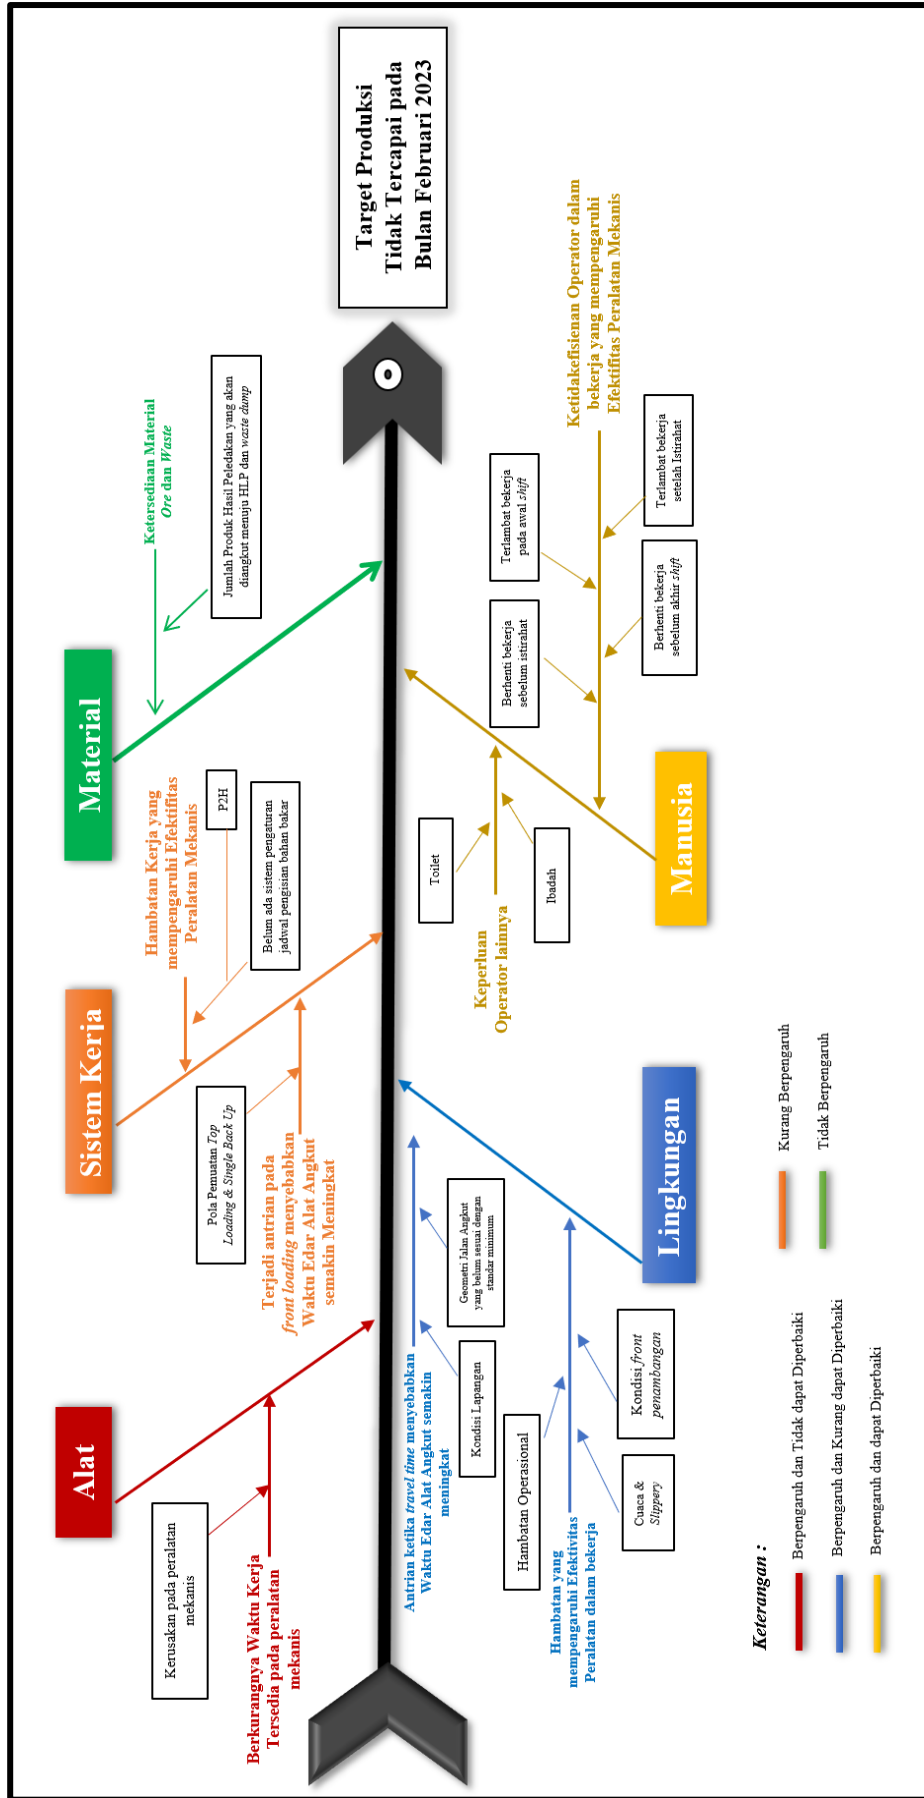 Alat
Kerusakan pada peralatan
mekanis
Berkurangnya Waktu Kerja
Tersedia pada peralatan
mekanis
Sistem Kerja
Hambatan Kerja yang
mempengaruhi Efektifitas
Peralatan Mekanis
P2H
Belum ada sistem pengaturan
jadwal pengisian bahan bakar
Pola Pemuatan Top
Loading & Single Back Up
Terjadi antrian pada
front loading menyebabkan
Waktu Edar Alat Angkut
semakin Meningkat
Material
Ketersediaan Material
Ore dan Waste
Jumlah Produk Hasil Peledakan yang akan
diangkut menuju HLP dan waste dump
Target Produksi
Tidak Tercapai pada
Bulan Februari 2023
Antrian ketika travel time menyebabkan
Waktu Edar Alat Angkut semakin
meningkat
Kondisi Lapangan
Geometri Jalan Angkut
yang belum sesuai dengan
standar minimum
Hambatan Operasional
Hambatan yang
mempengaruhi Efektivitas
Peralatan dalam bekerja
Cuaca &
Slippery
Kondisi front
penambangan
Lingkungan
Toilet
Keperluan
Operator lainnya
Ibadah
Berhenti bekerja
sebelum istirahat
Terlambat bekerja
pada awal shift
Ketidakefisienan Operator dalam
bekerja yang mempengaruhi
Efektifitas Peralatan Mekanis
Berhenti bekerja
sebelum akhir shift
Terlambat bekerja
setelah Istirahat
Manusia
Keterangan :
Berpengaruh dan Tidak dapat Diperbaiki
Berpengaruh dan Kurang dapat Diperbaiki
Berpengaruh dan dapat Diperbaiki
Kurang Berpengaruh
Tidak Berpengaruh